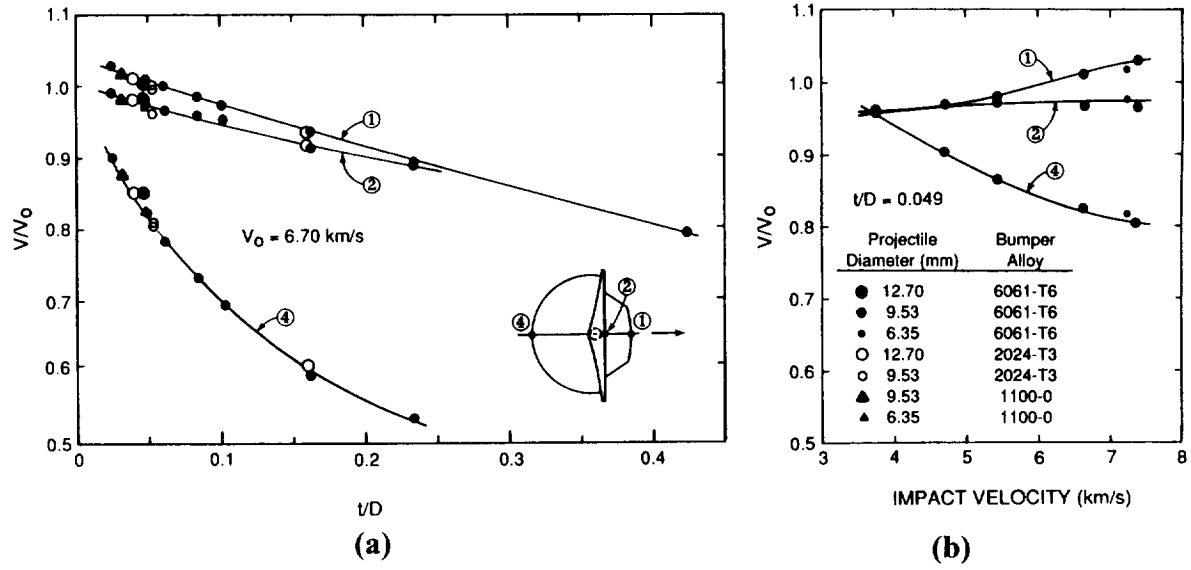 1.1
1.0
0.9
0.8
0.7
0.6
0.5
V/V₀
0
0.1
0.2
0.3
0.4
t/D
①
②
④
V₀ = 6.70 km/s
④
②
①
(a)
1.1
1.0
0.9
0.8
0.7
0.6
0.5
V/V₀
①
②
④
t/D = 0.049
Projectile Bumper
Diameter (mm) Alloy
12.70 6061-T6
9.53 6061-T6
6.35 6061-T6
12.70 2024-T3
9.53 2024-T3
9.53 1100-0
6.35 1100-0
3 4 5 6 7 8
IMPACT VELOCITY (km/s)
(b)